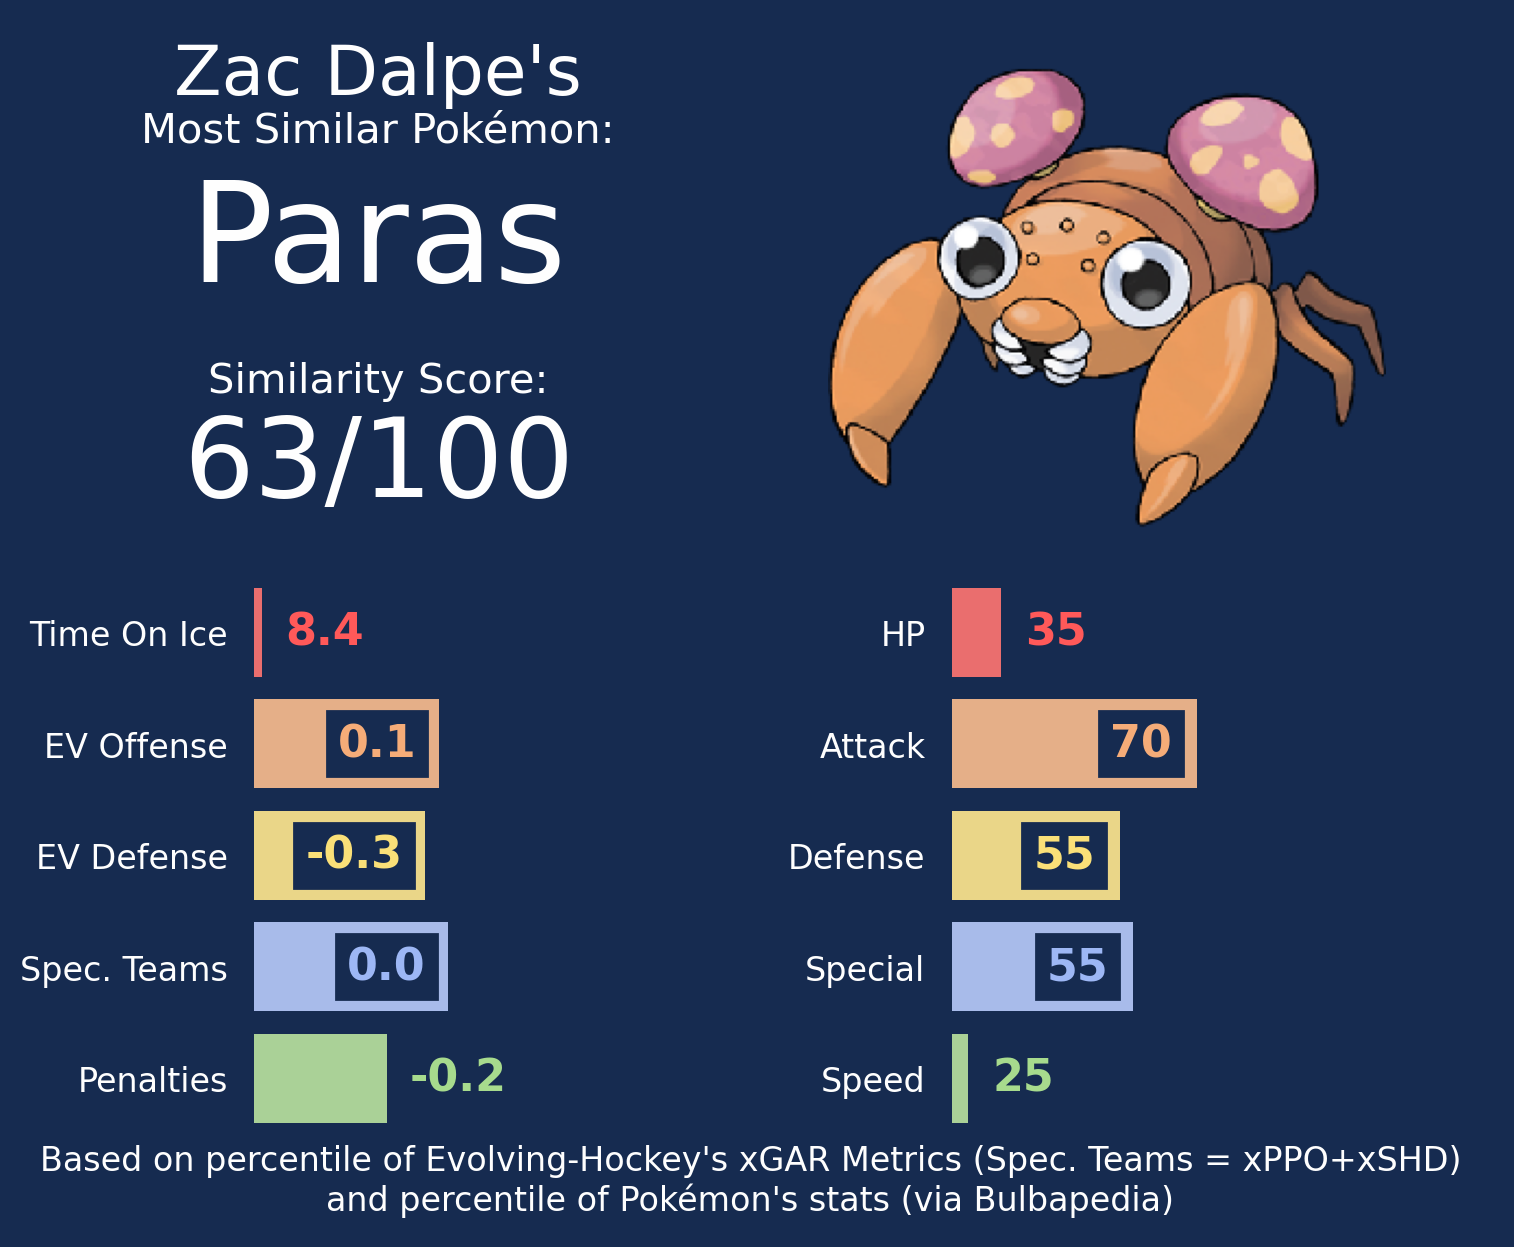 Zac Dalpe's
Most Similar Pokémon:
Paras
Similarity Score:
63/100
Time On Ice 8.4
EV Offense 0.1
EV Defense -0.3
Spec. Teams 0.0
Penalties -0.2
HP 35
Attack 70
Defense 55
Special 55
Speed 25
Based on percentile of Evolving-Hockey's xGAR Metrics (Spec. Teams = xPPO+xSHD)
and percentile of Pokémon's stats (via Bulbapedia)